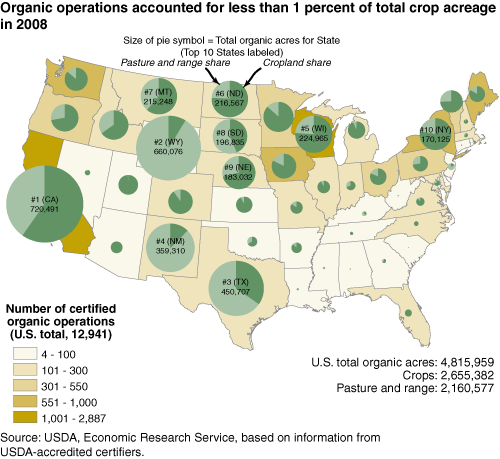 Organic operations accounted for less than 1 percent of total crop acreage
in 2008
Size of pie symbol = Total organic acres for State
(Top 10 States labeled)
Pasture and range share
Cropland share
#7 (MT)
215,248
#6 (ND)
216,567
#2 (WY)
660,076
#8 (SD)
196,835
#5 (WI)
224,965
#10 (NY)
170,125
#9 (NE)
183,032
#1 (CA)
729,491
#4 (NM)
359,310
#3 (TX)
450,707
Number of certified
organic operations
(U.S. total, 12,941)
4 - 100
101 - 300
301 - 550
551 - 1,000
1,001 - 2,887
U.S. total organic acres: 4,815,959
Crops: 2,655,382
Pasture and range: 2,160,577
Source: USDA, Economic Research Service, based on information from
USDA-accredited certifiers.